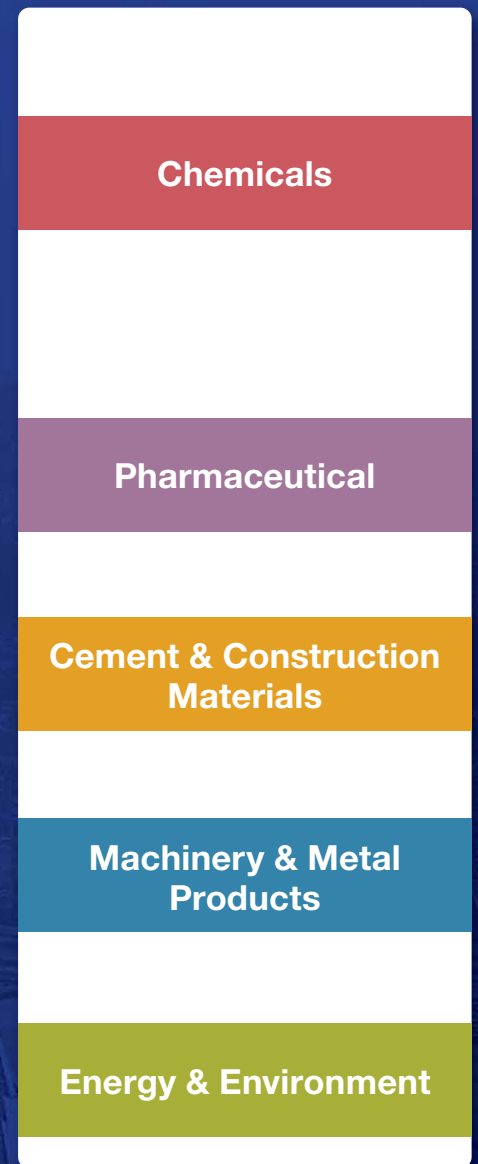 Chemicals
Pharmaceutical
Cement & Construction
Materials
Machinery & Metal
Products
Energy & Environment